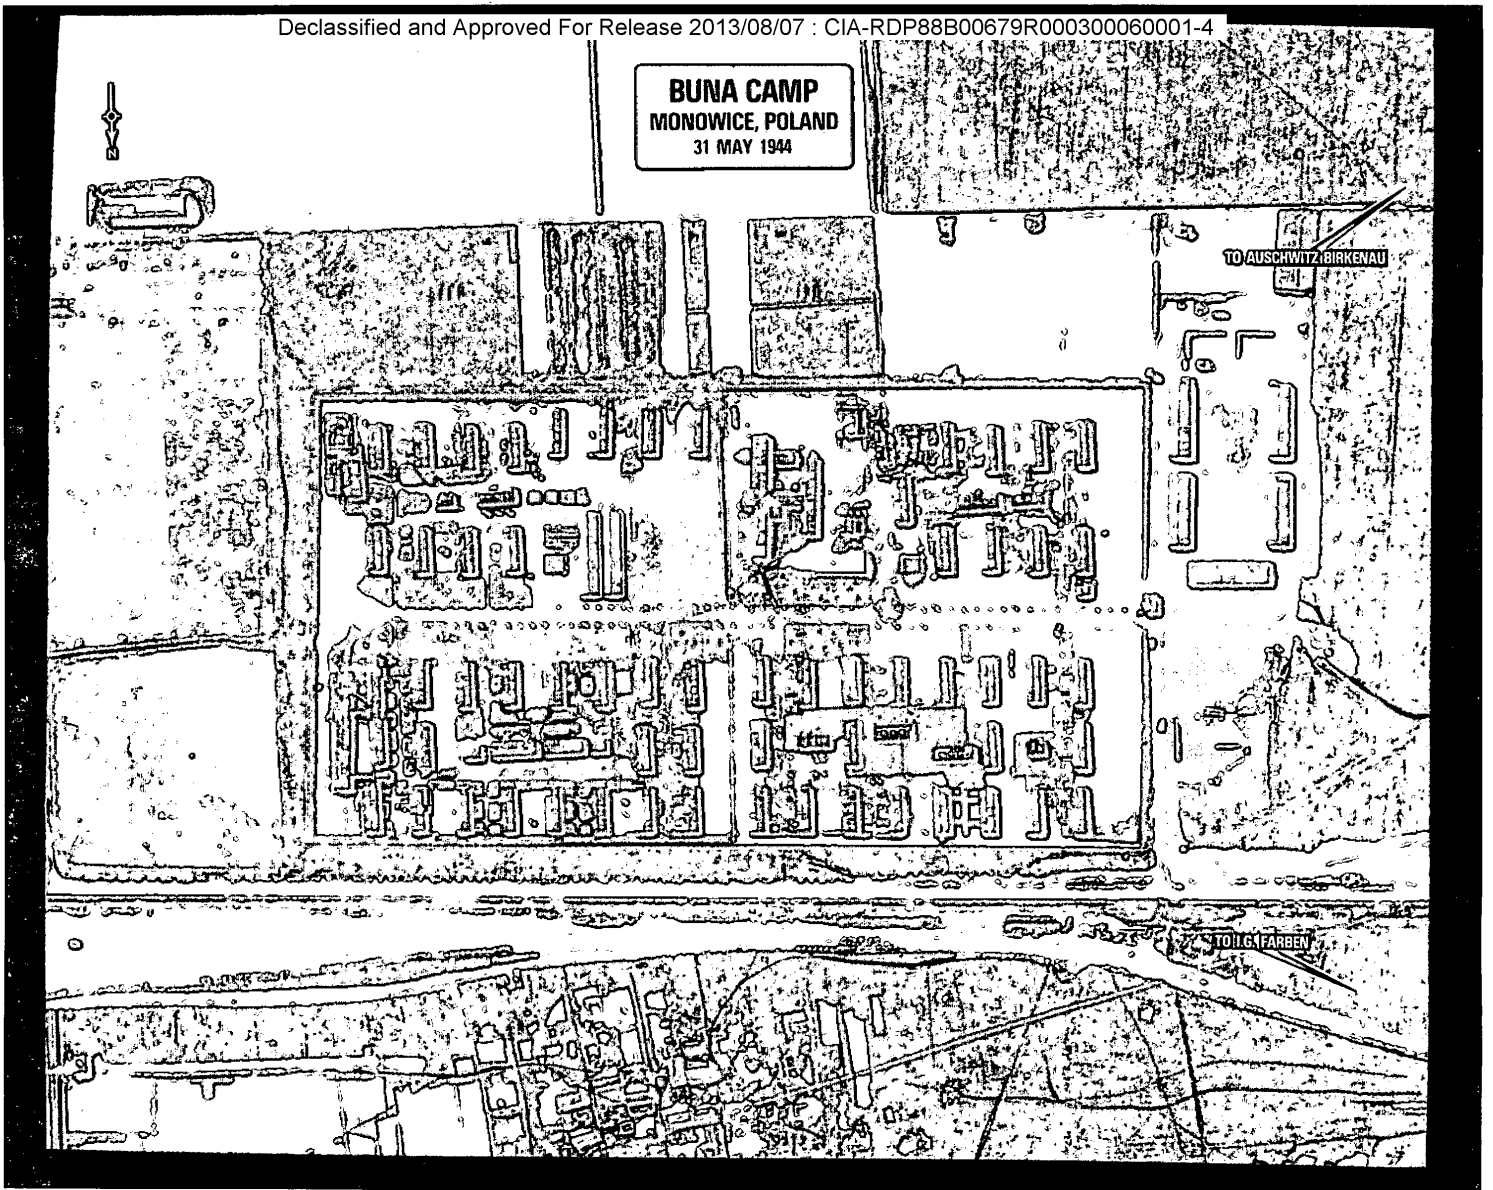 Declassified and Approved For Release 2013/08/07 : CIA-RDP88B00679R000300060001-4
BUNA CAMP
MONOWICE, POLAND
31 MAY 1944
N
TO AUSCHWITZ-BIRKENAU
TO I.G. FARBEN